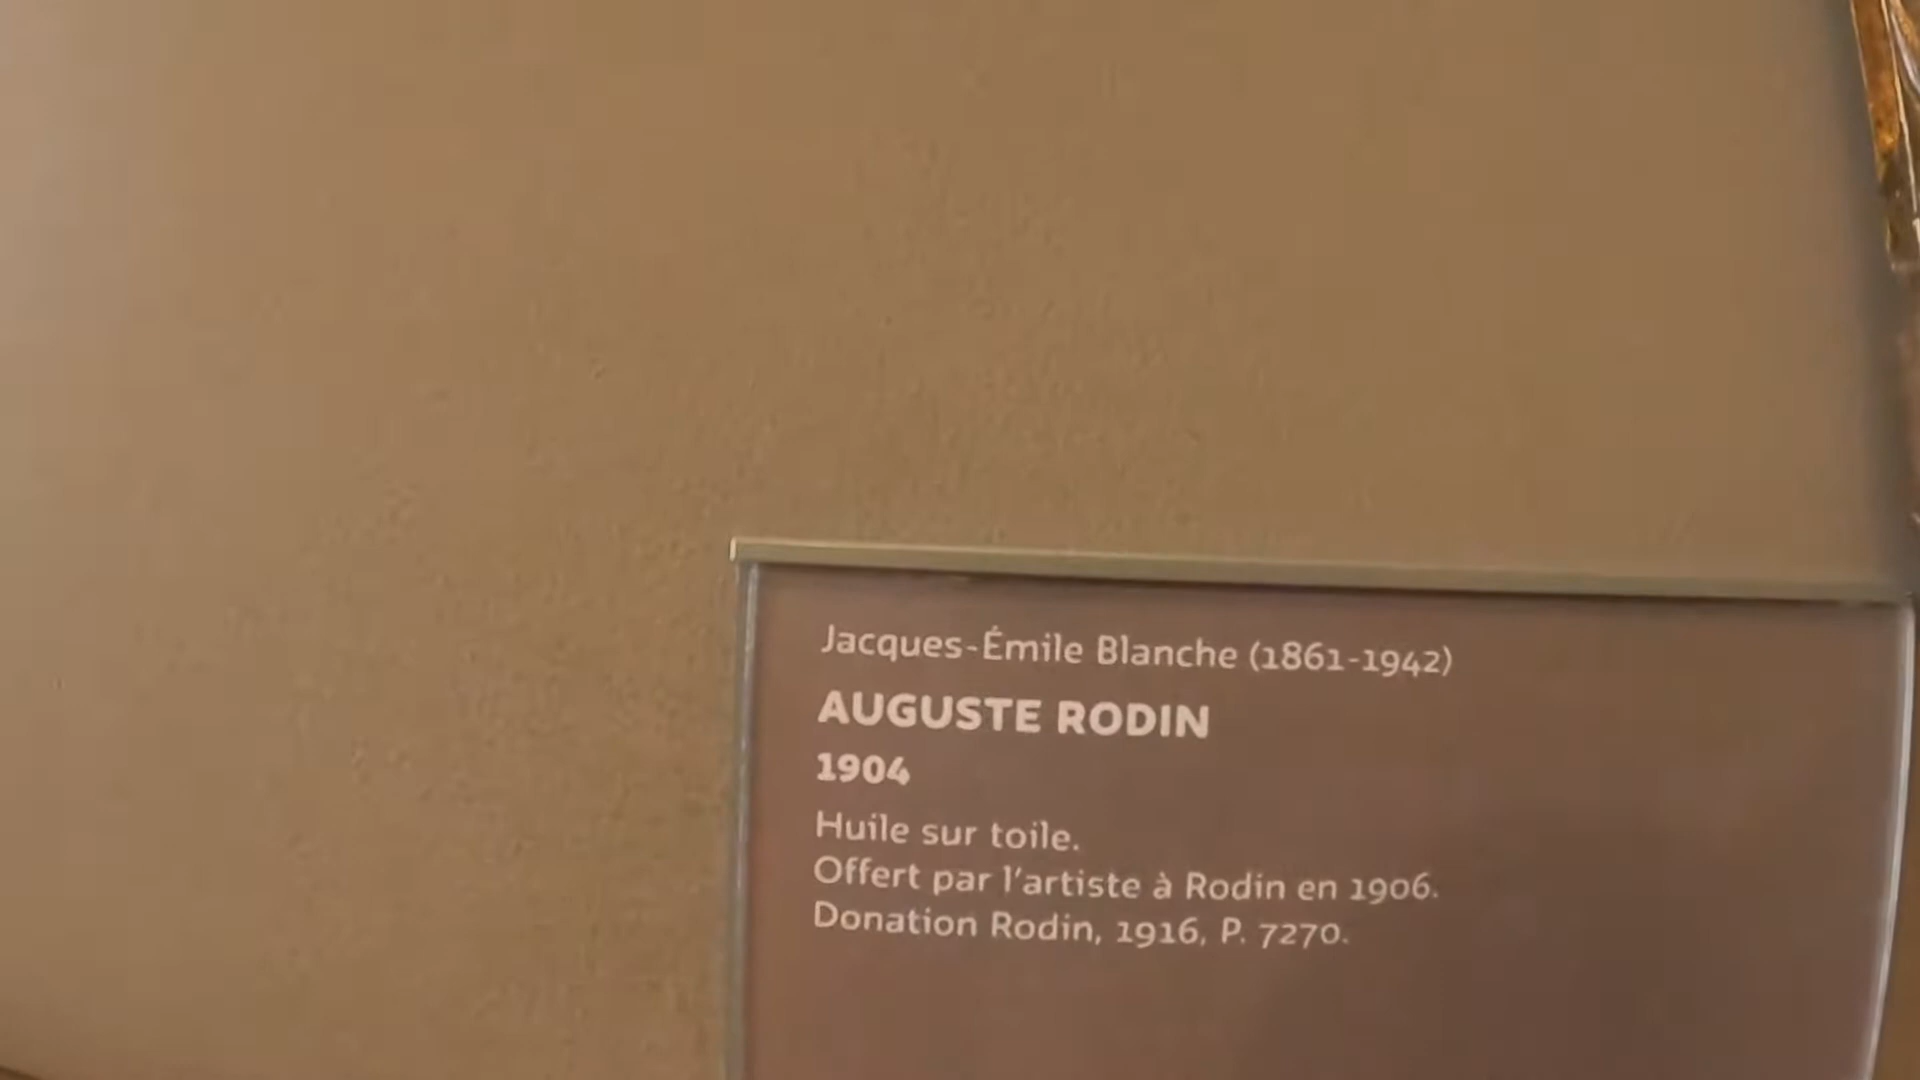 Jacques-Émile Blanche (1861-1942)
AUGUSTE RODIN
1904
Huile sur toile.
Offert par l'artiste à Rodin en 1906.
Donation Rodin, 1916, P. 7270.